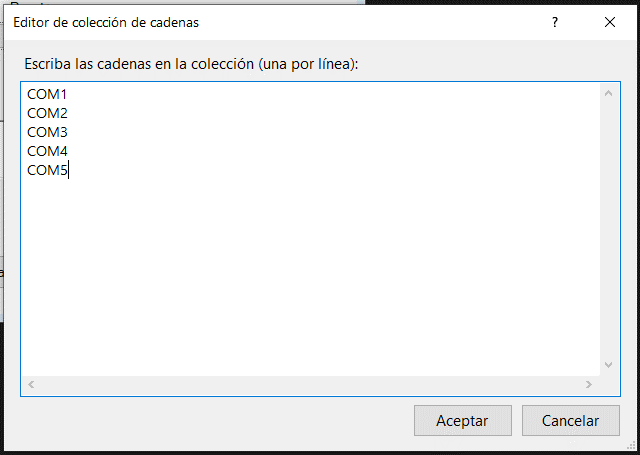 Editor de colección de cadenas
?
Escriba las cadenas en la colección (una por línea):
COM1
COM2
COM3
COM4
COM5
Aceptar
Cancelar